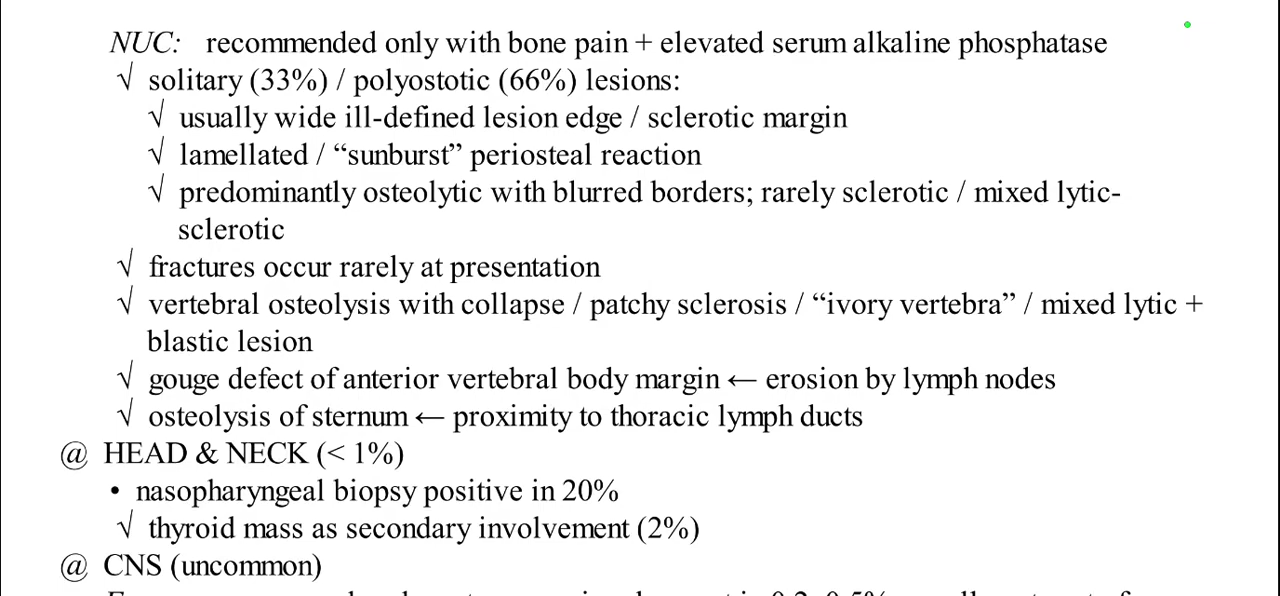 NUC: recommended only with bone pain + elevated serum alkaline phosphatase
√ solitary (33%) / polyostotic (66%) lesions:
√ usually wide ill-defined lesion edge / sclerotic margin
√ lamellated / “sunburst” periosteal reaction
√ predominantly osteolytic with blurred borders; rarely sclerotic / mixed lytic-
sclerotic
√ fractures occur rarely at presentation
√ vertebral osteolysis with collapse / patchy sclerosis / “ivory vertebra” / mixed lytic +
blastic lesion
√ gouge defect of anterior vertebral body margin ← erosion by lymph nodes
√ osteolysis of sternum ← proximity to thoracic lymph ducts
@ HEAD & NECK (< 1%)
• nasopharyngeal biopsy positive in 20%
√ thyroid mass as secondary involvement (2%)
@ CNS (uncommon)